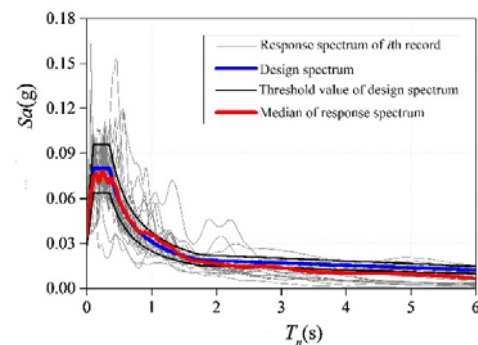 0.18
0.15
0.12
0.09
0.06
0.03
0.00
Sa(g)
Response spectrum of ith record
Design spectrum
Threshold value of design spectrum
Median of response spectrum
0 1 2 3 4 5 6
Tn(s)